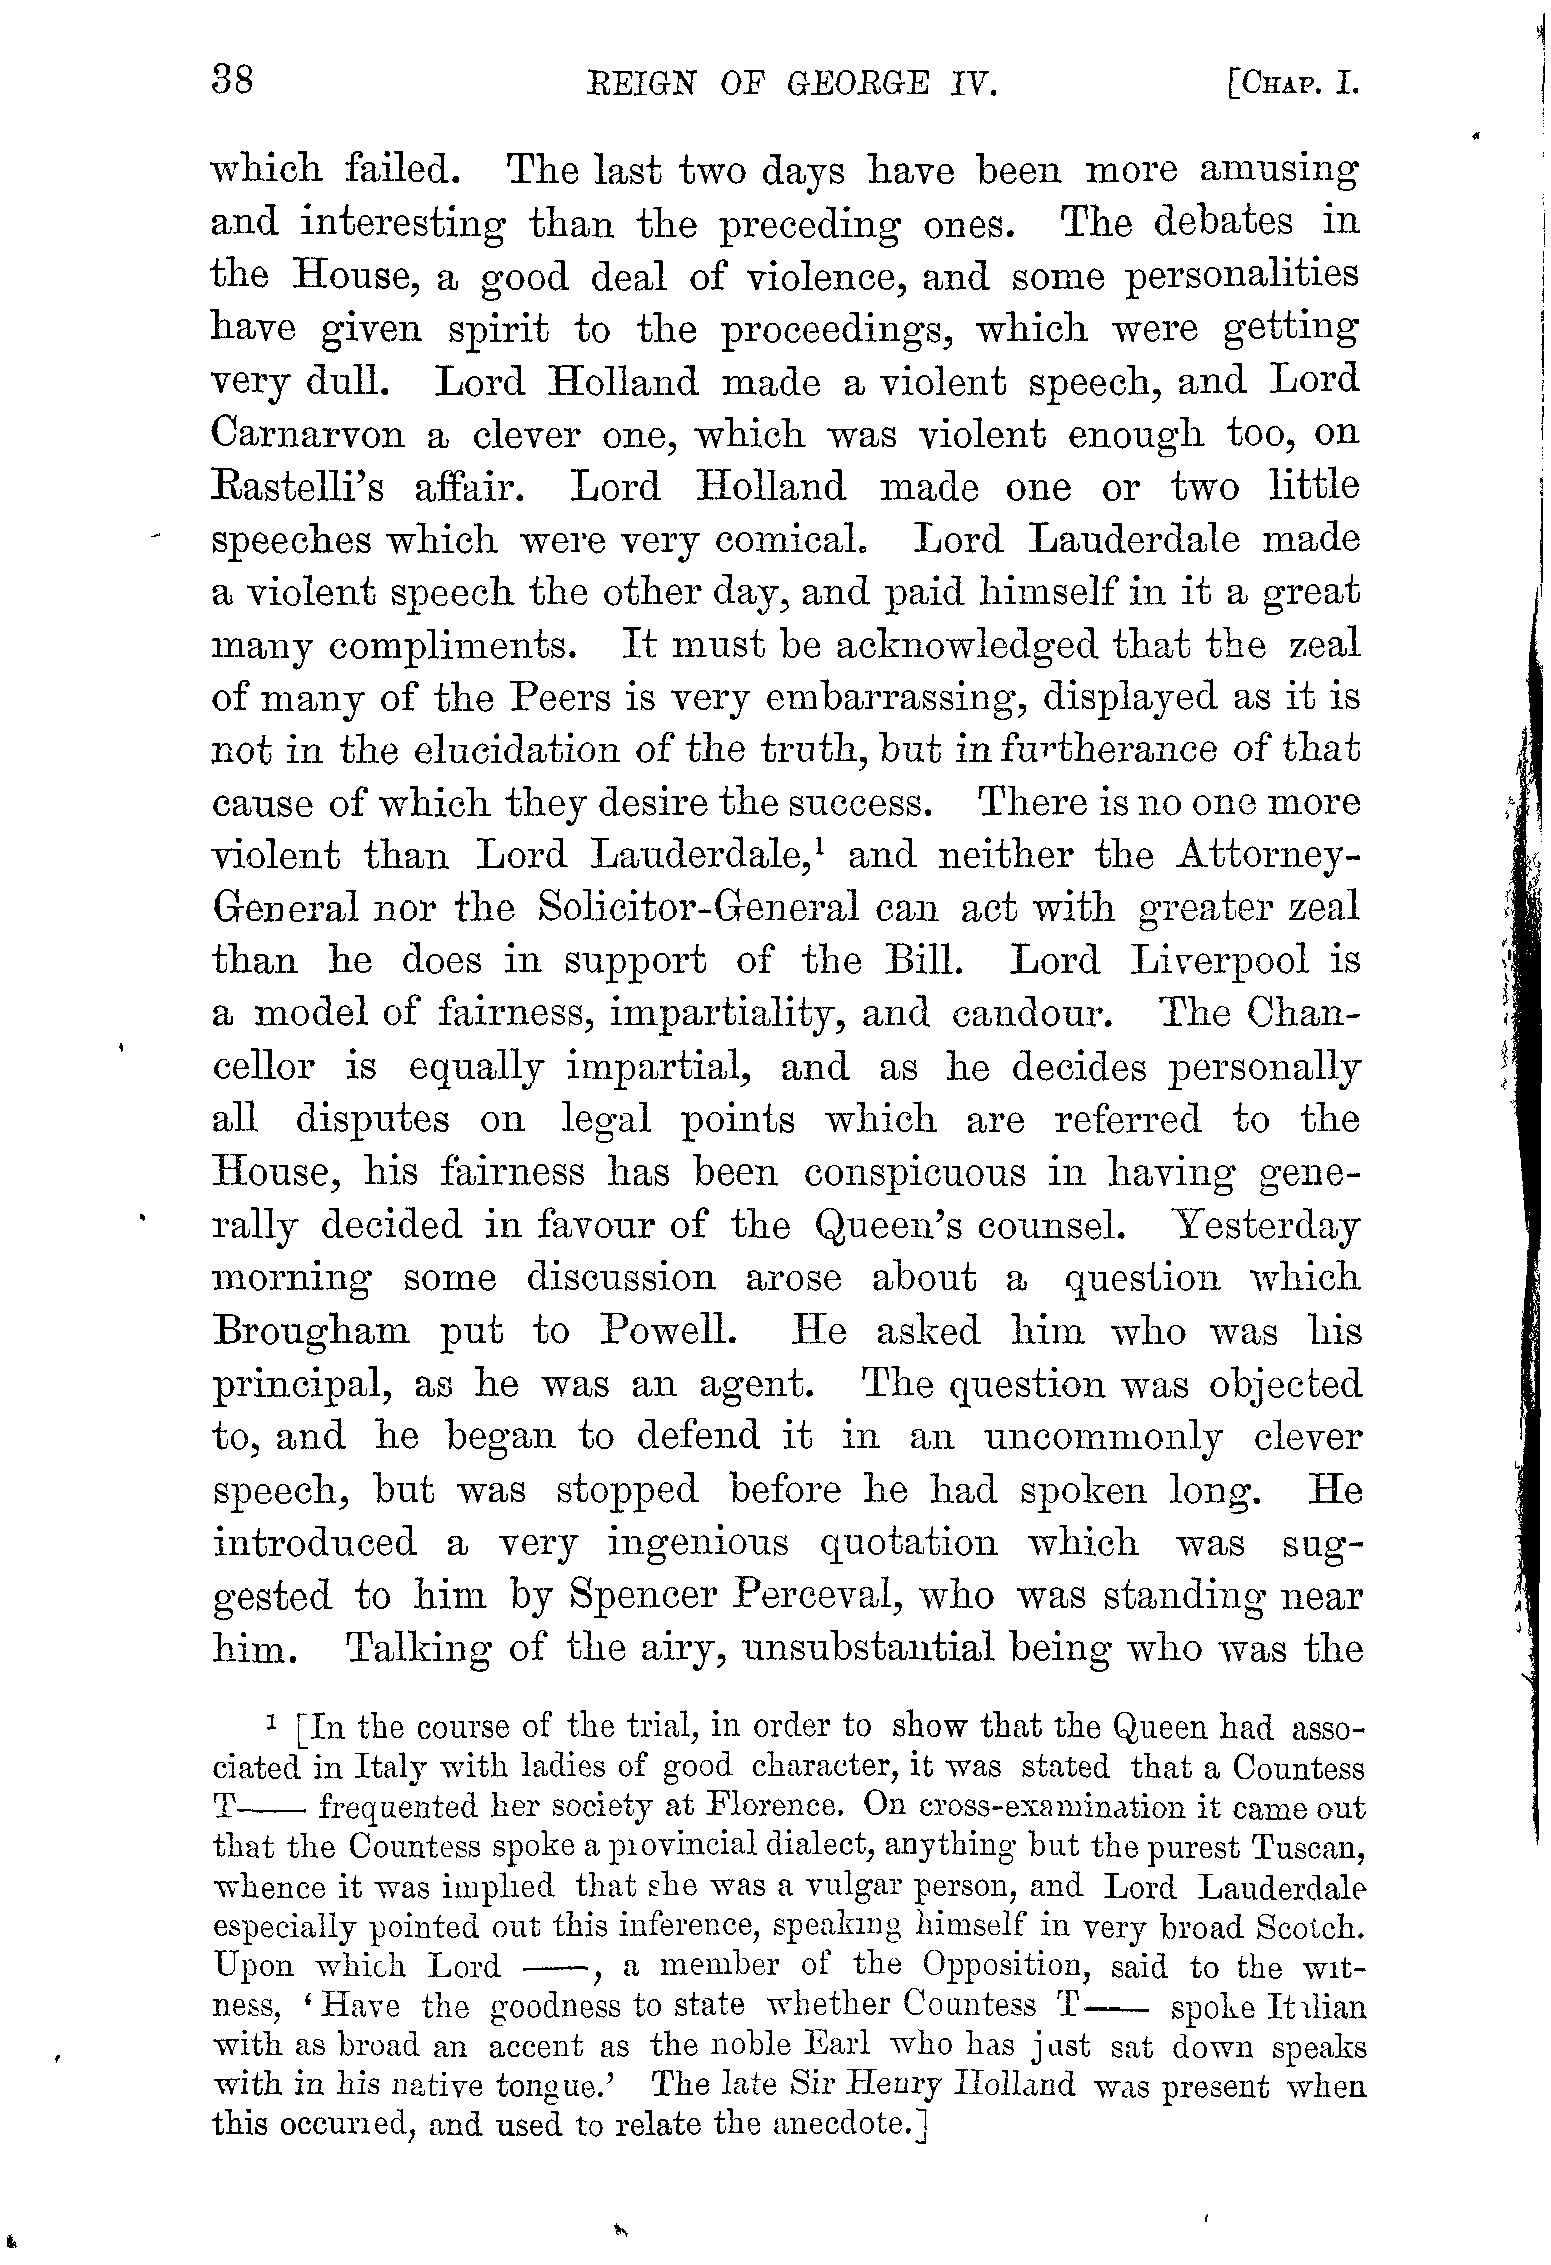 38 REIGN OF GEORGE IV. [CHAP. I.
which failed. The last two days have been more amusing
and interesting than the preceding ones. The debates in
the House, a good deal of violence, and some personalities
have given spirit to the proceedings, which were getting
very dull. Lord Holland made a violent speech, and Lord
Carnarvon a clever one, which was violent enough too, on
Rastelli's affair. Lord Holland made one or two little
speeches which were very comical. Lord Lauderdale made
a violent speech the other day, and paid himself in it a great
many compliments. It must be acknowledged that the zeal
of many of the Peers is very embarrassing, displayed as it is
not in the elucidation of the truth, but in furtherance of that
cause of which they desire the success. There is no one more
violent than Lord Lauderdale,¹ and neither the Attorney-
General nor the Solicitor-General can act with greater zeal
than he does in support of the Bill. Lord Liverpool is
a model of fairness, impartiality, and candour. The Chan-
cellor is equally impartial, and as he decides personally
all disputes on legal points which are referred to the
House, his fairness has been conspicuous in having gene-
rally decided in favour of the Queen's counsel. Yesterday
morning some discussion arose about a question which
Brougham put to Powell. He asked him who was his
principal, as he was an agent. The question was objected
to, and he began to defend it in an uncommonly clever
speech, but was stopped before he had spoken long. He
introduced a very ingenious quotation which was sug-
gested to him by Spencer Perceval, who was standing near
him. Talking of the airy, unsubstantial being who was the
¹ [In the course of the trial, in order to show that the Queen had asso-
ciated in Italy with ladies of good character, it was stated that a Countess
T—— frequented her society at Florence. On cross-examination it came out
that the Countess spoke a provincial dialect, anything but the purest Tuscan,
whence it was implied that she was a vulgar person, and Lord Lauderdale
especially pointed out this inference, speaking himself in very broad Scotch.
Upon which Lord ——, a member of the Opposition, said to the wit-
ness, 'Have the goodness to state whether Countess T—— spoke Italian
with as broad an accent as the noble Earl who has just sat down speaks
with in his native tongue.' The late Sir Henry Holland was present when
this occurred, and used to relate the anecdote.]